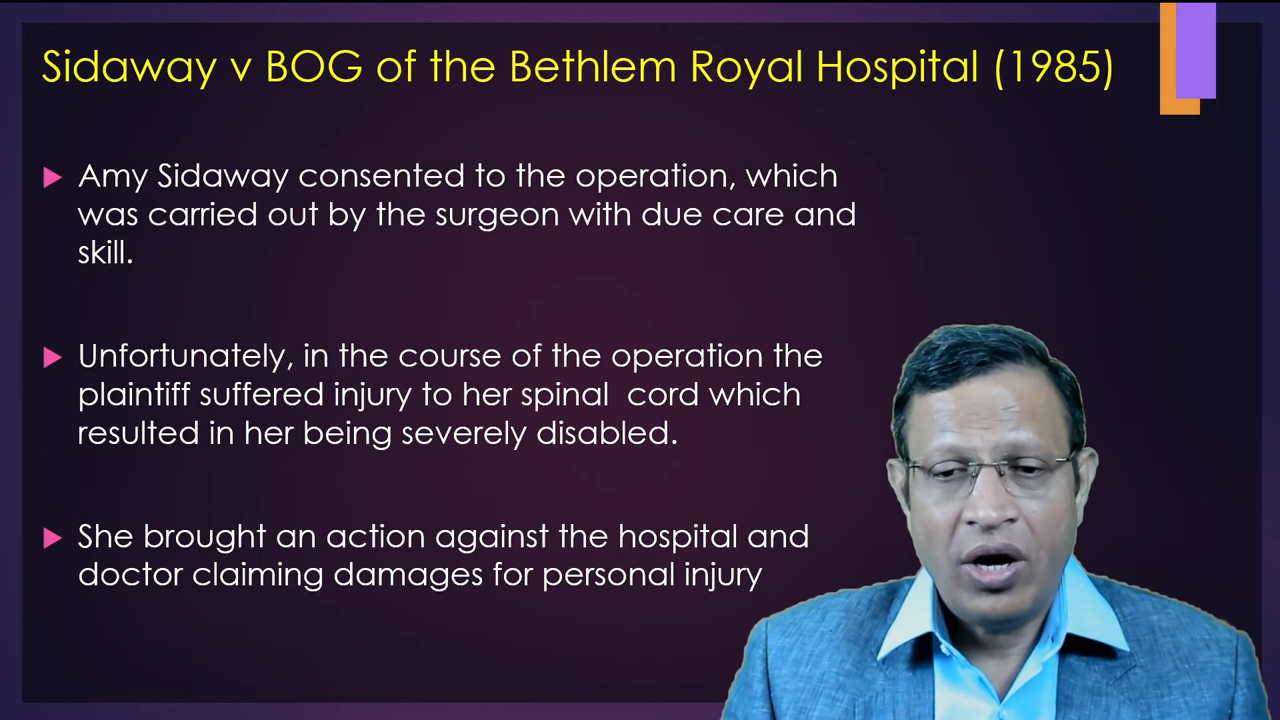 Sidaway v BOG of the Bethlem Royal Hospital (1985)
Amy Sidaway consented to the operation, which
was carried out by the surgeon with due care and
skill.
Unfortunately, in the course of the operation the
plaintiff suffered injury to her spinal cord which
resulted in her being severely disabled.
She brought an action against the hospital and
doctor claiming damages for personal injury